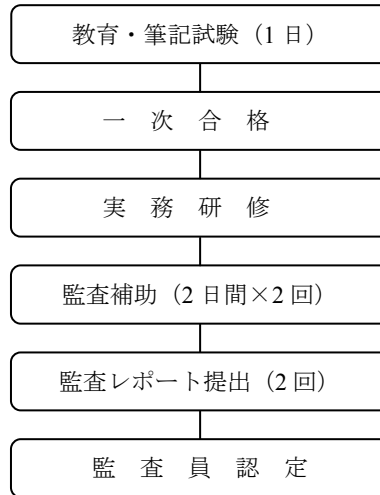 教育・筆記試験（1日）
一次合格
実務研修
監査補助（2日間×2回）
監査レポート提出（2回）
監査員認定